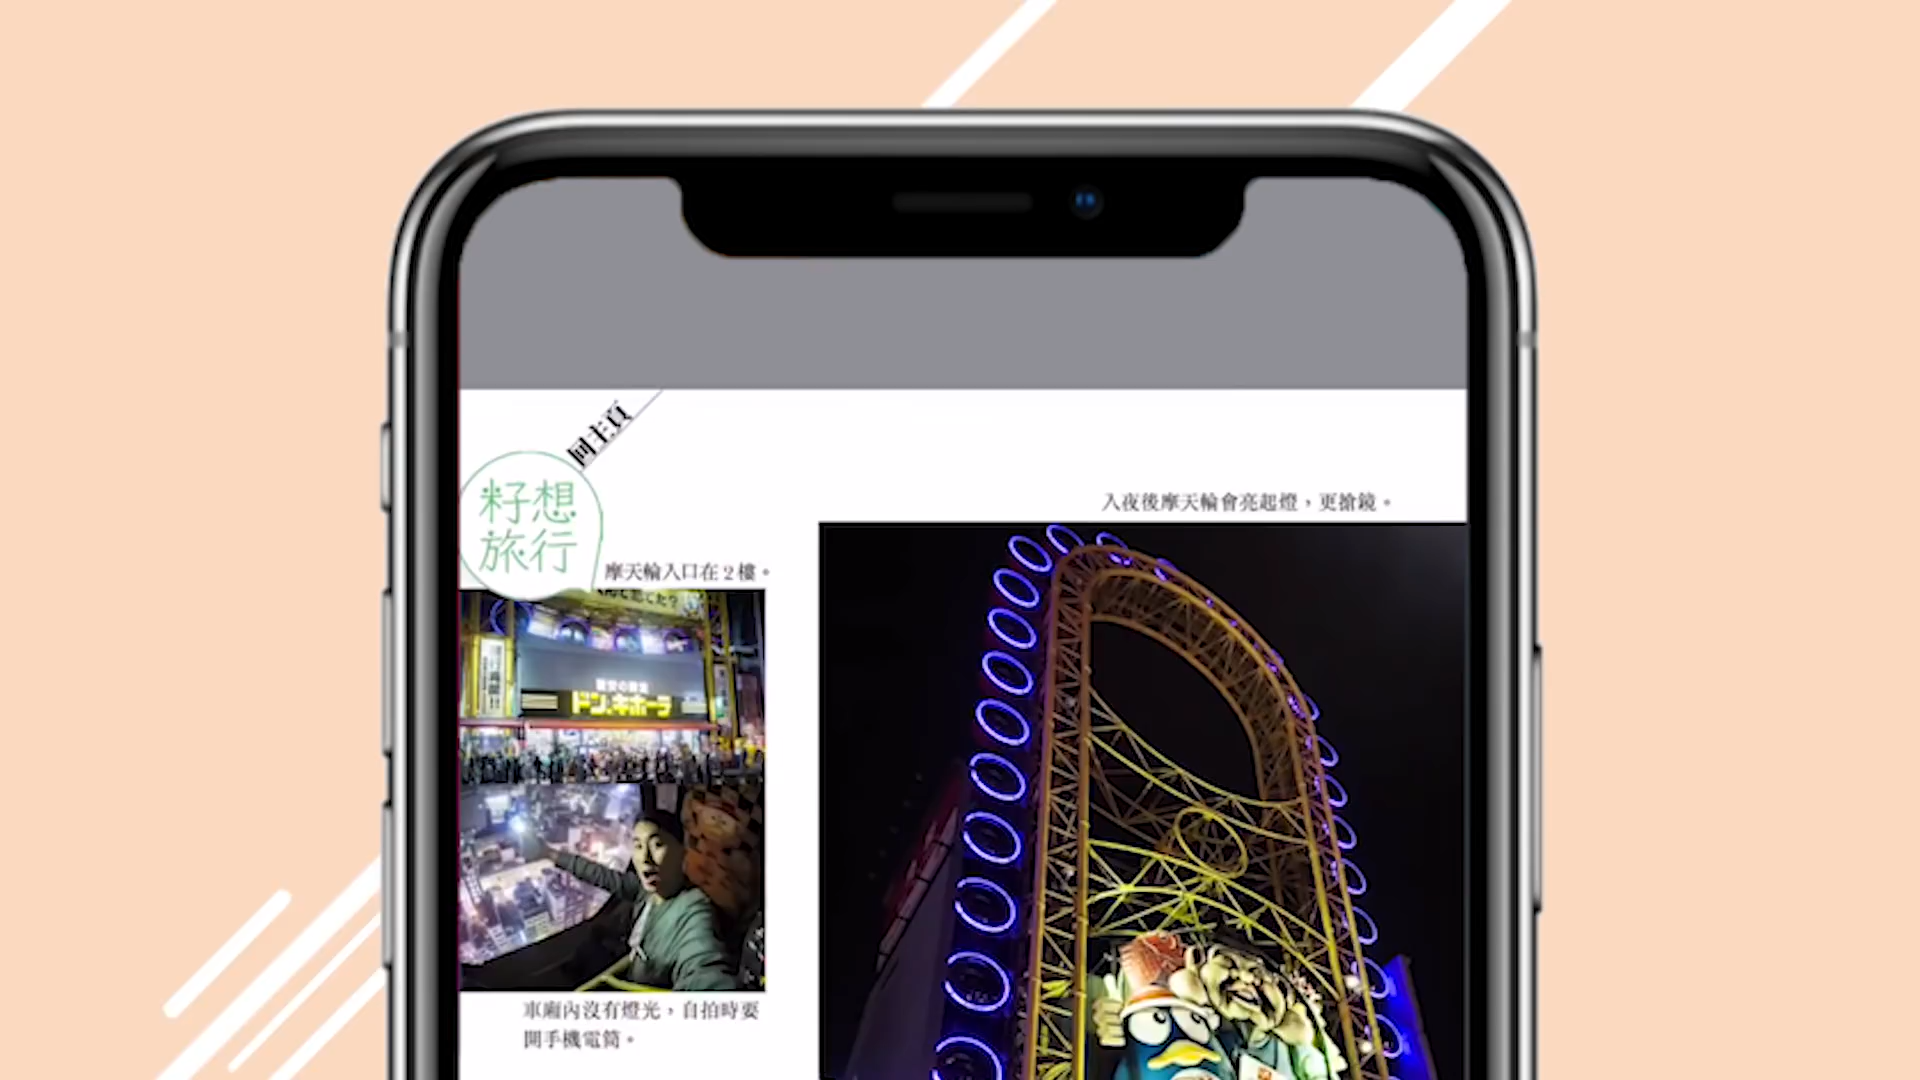 回主頁
籽想
旅行
入夜後摩天輪會亮起燈，更搶鏡。
摩天輪入口在2樓。
ドン.キホーテ
車廂內沒有燈光，自拍時要
開手機電筒。